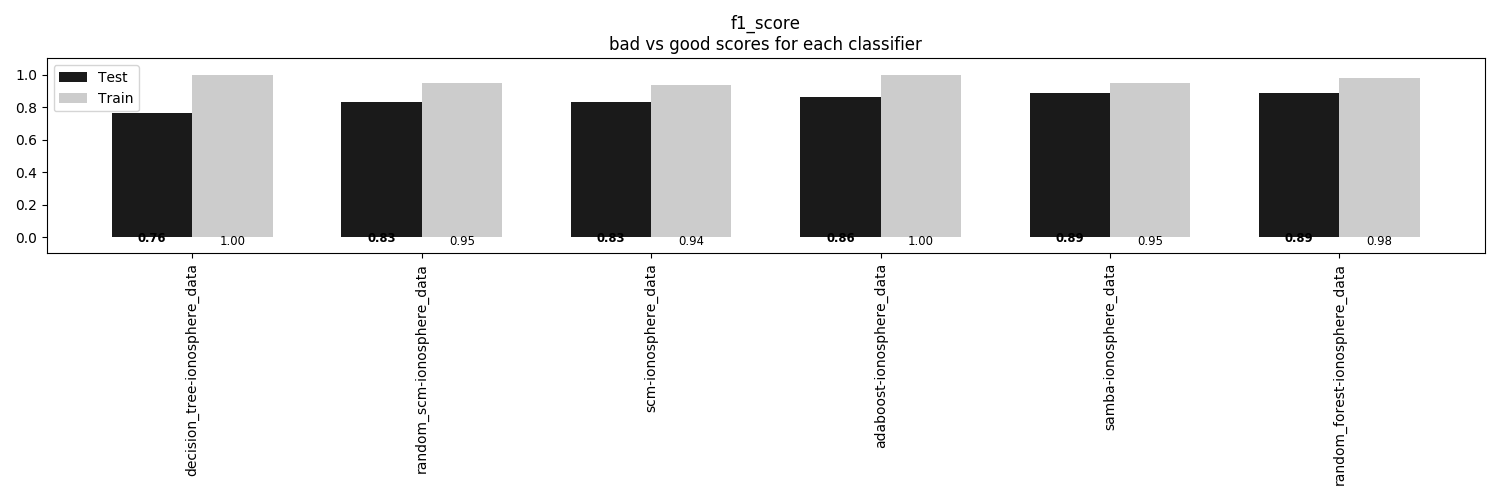 f1_score
bad vs good scores for each classifier
Test
Train
1.0
0.8
0.6
0.4
0.2
0.0
0.76 1.00 0.83 0.95 0.83 0.94 0.86 1.00 0.89 0.95 0.89 0.98
decision_tree-ionosphere_data
random_scm-ionosphere_data
scm-ionosphere_data
adaboost-ionosphere_data
samba-ionosphere_data
random_forest-ionosphere_data